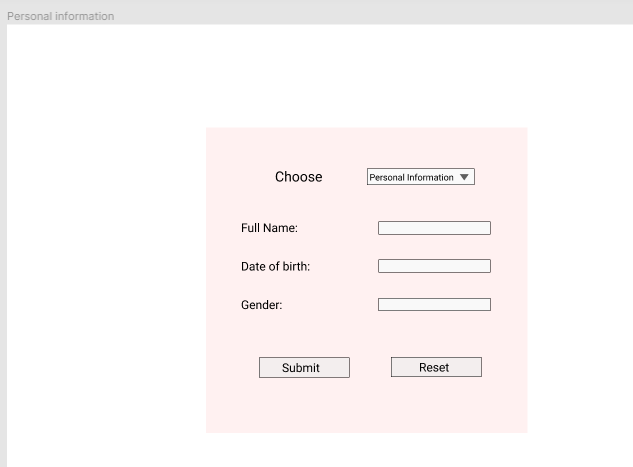 Personal information
Choose
Personal Information
Full Name:
Date of birth:
Gender:
Submit
Reset